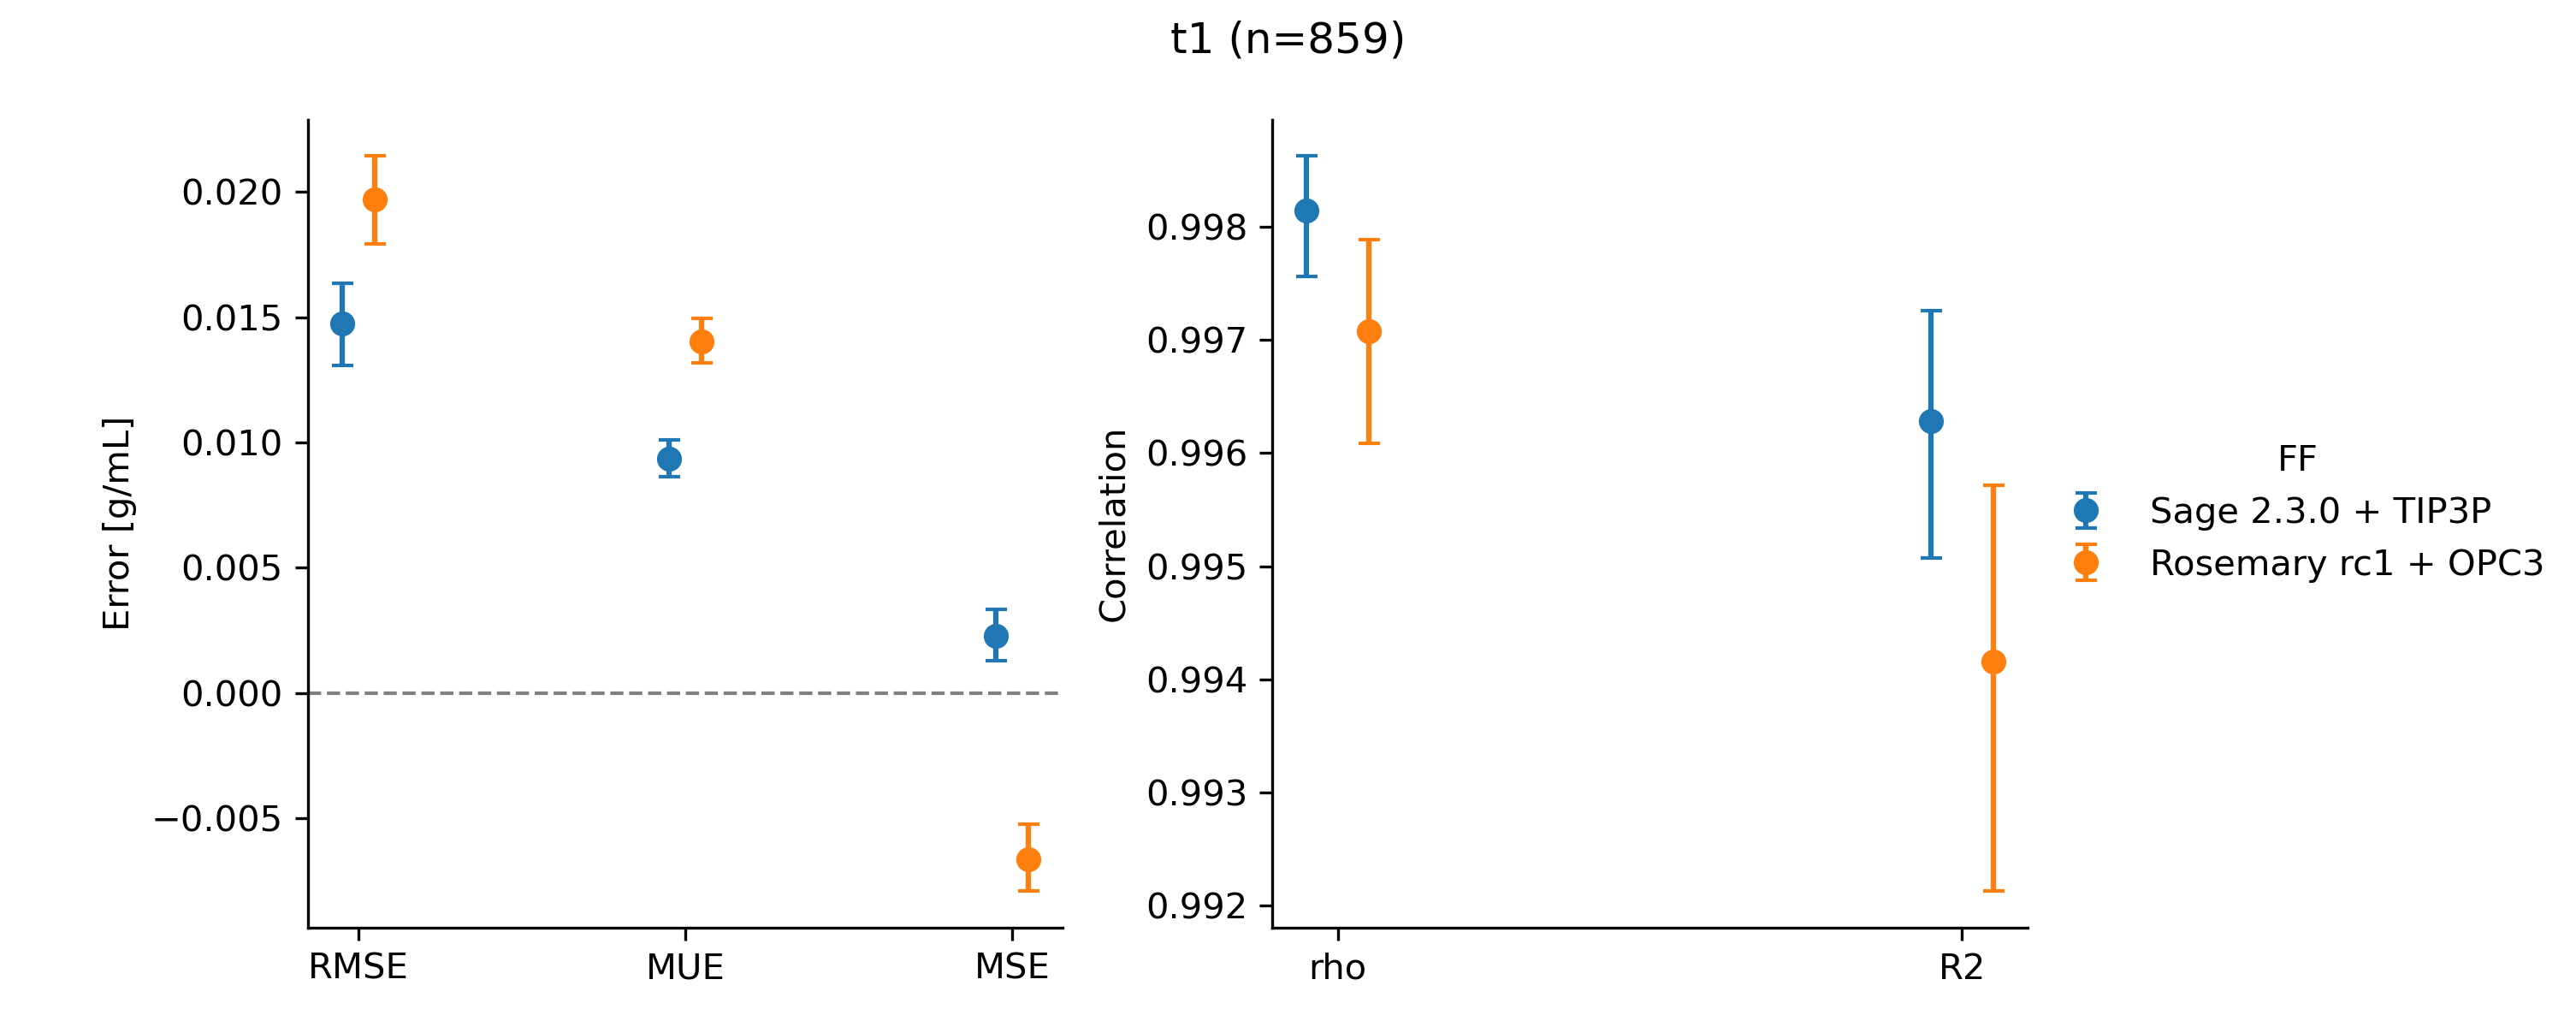 t1 (n=859)
Error [g/mL]
0.020
0.015
0.010
0.005
0.000
−0.005
RMSE
MUE
MSE
Correlation
0.998
0.997
0.996
0.995
0.994
0.993
0.992
rho
R2
FF
Sage 2.3.0 + TIP3P
Rosemary rc1 + OPC3